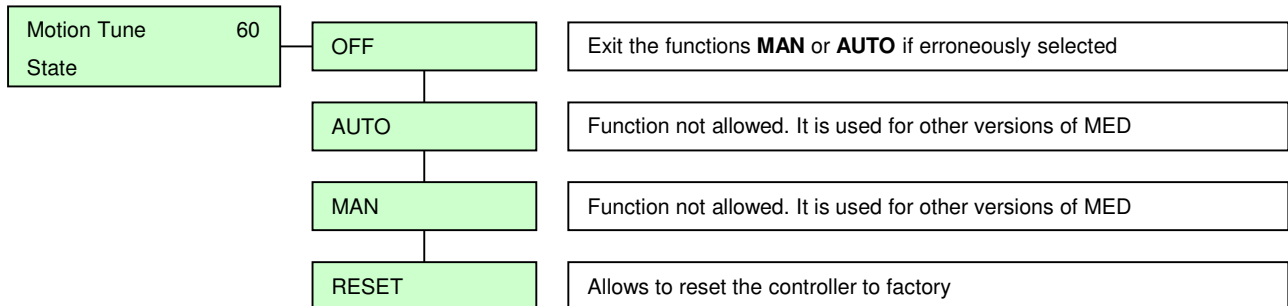 Motion Tune 60
State
OFF
Exit the functions MAN or AUTO if erroneously selected
AUTO
Function not allowed. It is used for other versions of MED
MAN
Function not allowed. It is used for other versions of MED
RESET
Allows to reset the controller to factory